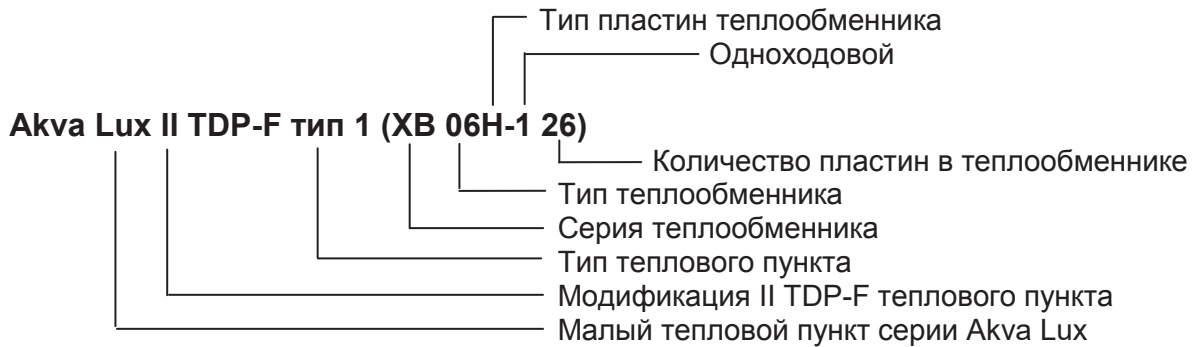 Тип пластин теплообменника
Одноходовой
Akva Lux II TDP-F тип 1 (XB 06H-1 26)
Количество пластин в теплообменнике
Тип теплообменника
Серия теплообменника
Тип теплового пункта
Модификация II TDP-F теплового пункта
Малый тепловой пункт серии Akva Lux